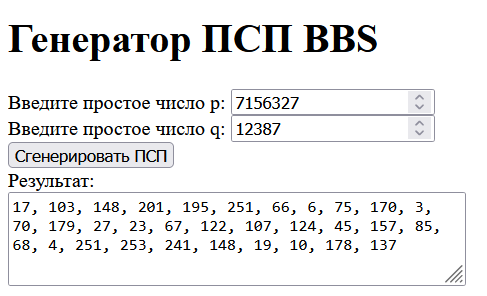 Генератор ПСП BBS
Введите простое число p: 7156327
Введите простое число q: 12387
Сгенерировать ПСП
Результат:
17, 103, 148, 201, 195, 251, 66, 6, 75, 170, 3,
70, 179, 27, 23, 67, 122, 107, 124, 45, 157, 85,
68, 4, 251, 253, 241, 148, 19, 10, 178, 137